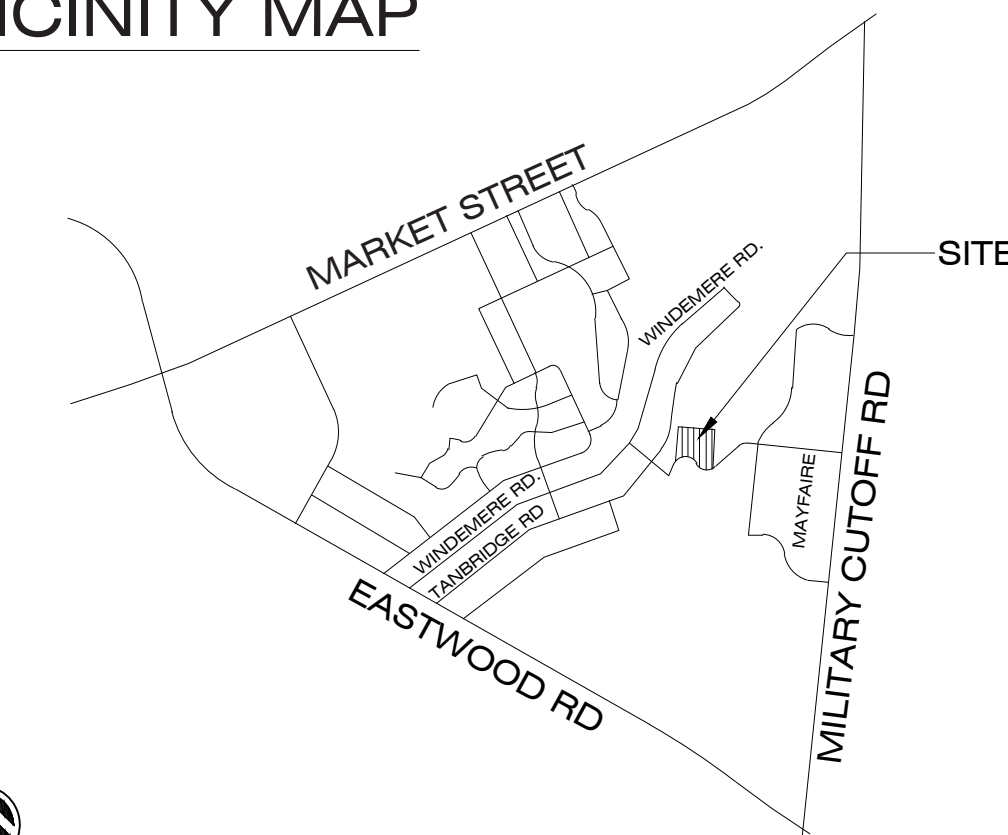 ICINITY MAP
MARKET STREET
WINDEMERE RD.
SITE
MILITARY CUTOFF RD
MAYFAIRE
WINDEMERE RD.
TANBRIDGE RD
EASTWOOD RD